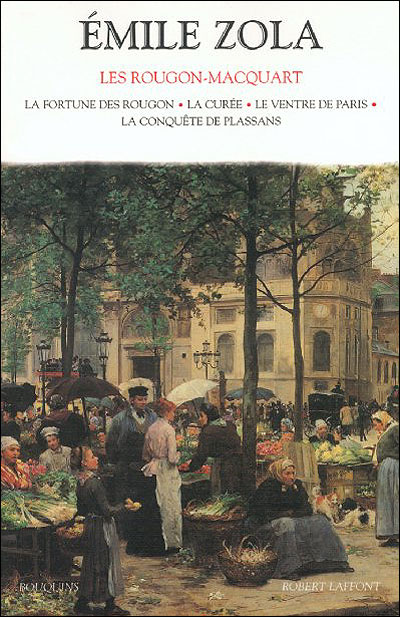 ÉMILE ZOLA
LES ROUGON-MACQUART
LA FORTUNE DES ROUGON • LA CURÉE • LE VENTRE DE PARIS •
LA CONQUÊTE DE PLASSANS
BOUQUINS
ROBERT LAFFONT